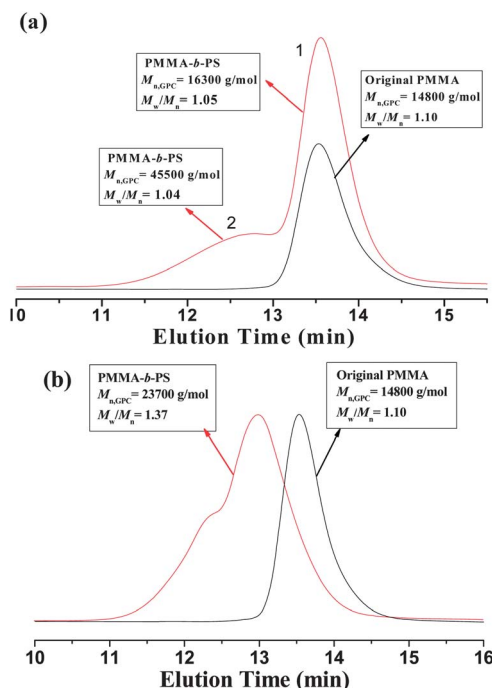 (a)
1
PMMA-b-PS
Mn,GPC= 16300 g/mol
Mw/Mn = 1.05
Original PMMA
Mn,GPC= 14800 g/mol
Mw/Mn = 1.10
PMMA-b-PS
Mn,GPC= 45500 g/mol
Mw/Mn = 1.04
2
10 11 12 13 14 15
Elution Time (min)
(b)
PMMA-b-PS
Mn,GPC= 23700 g/mol
Mw/Mn = 1.37
Original PMMA
Mn,GPC= 14800 g/mol
Mw/Mn = 1.10
10 11 12 13 14 15 16
Elution Time (min)